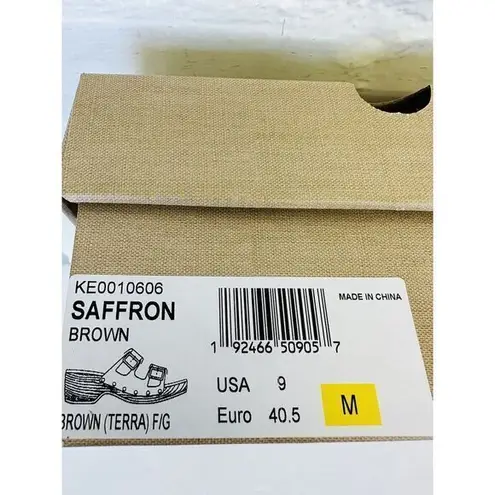 KE0010606
SAFFRON
BROWN
MADE IN CHINA
1 92466 50905 7
USA 9
Euro 40.5
M
BROWN (TERRA) F/G